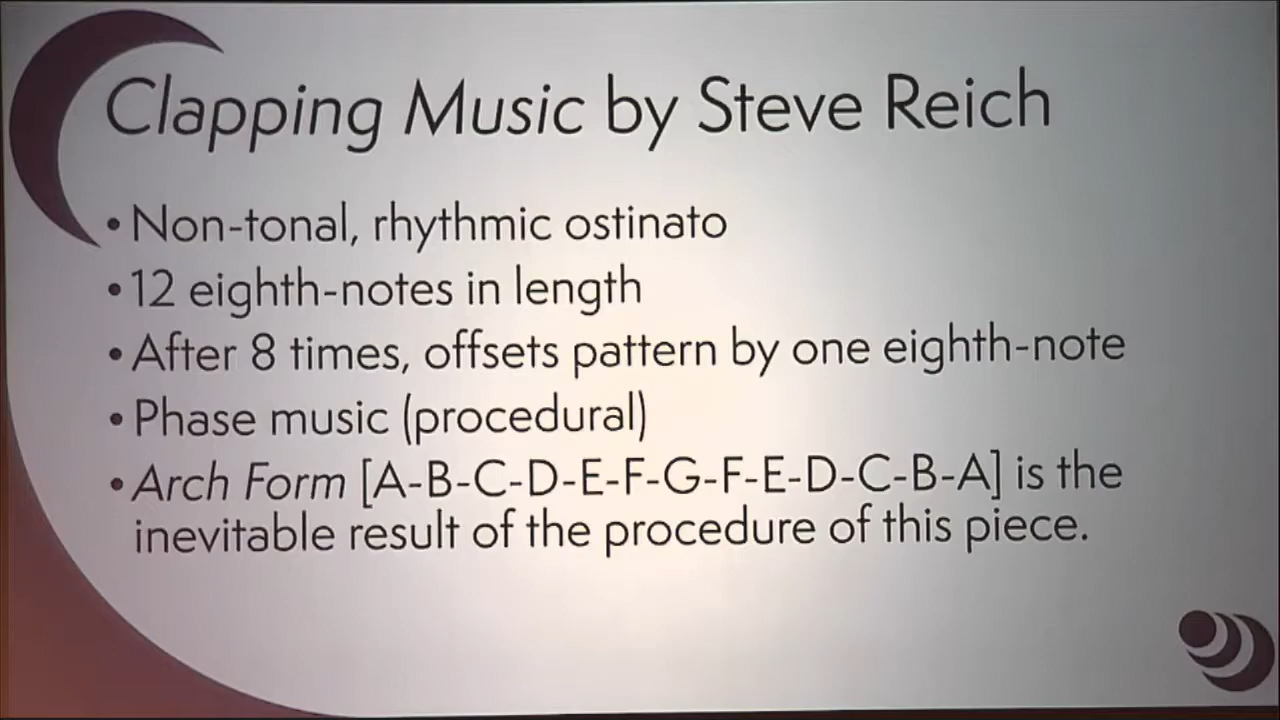 Clapping Music by Steve Reich
• Non-tonal, rhythmic ostinato
• 12 eighth-notes in length
• After 8 times, offsets pattern by one eighth-note
• Phase music (procedural)
• Arch Form [A-B-C-D-E-F-G-F-E-D-C-B-A] is the
inevitable result of the procedure of this piece.